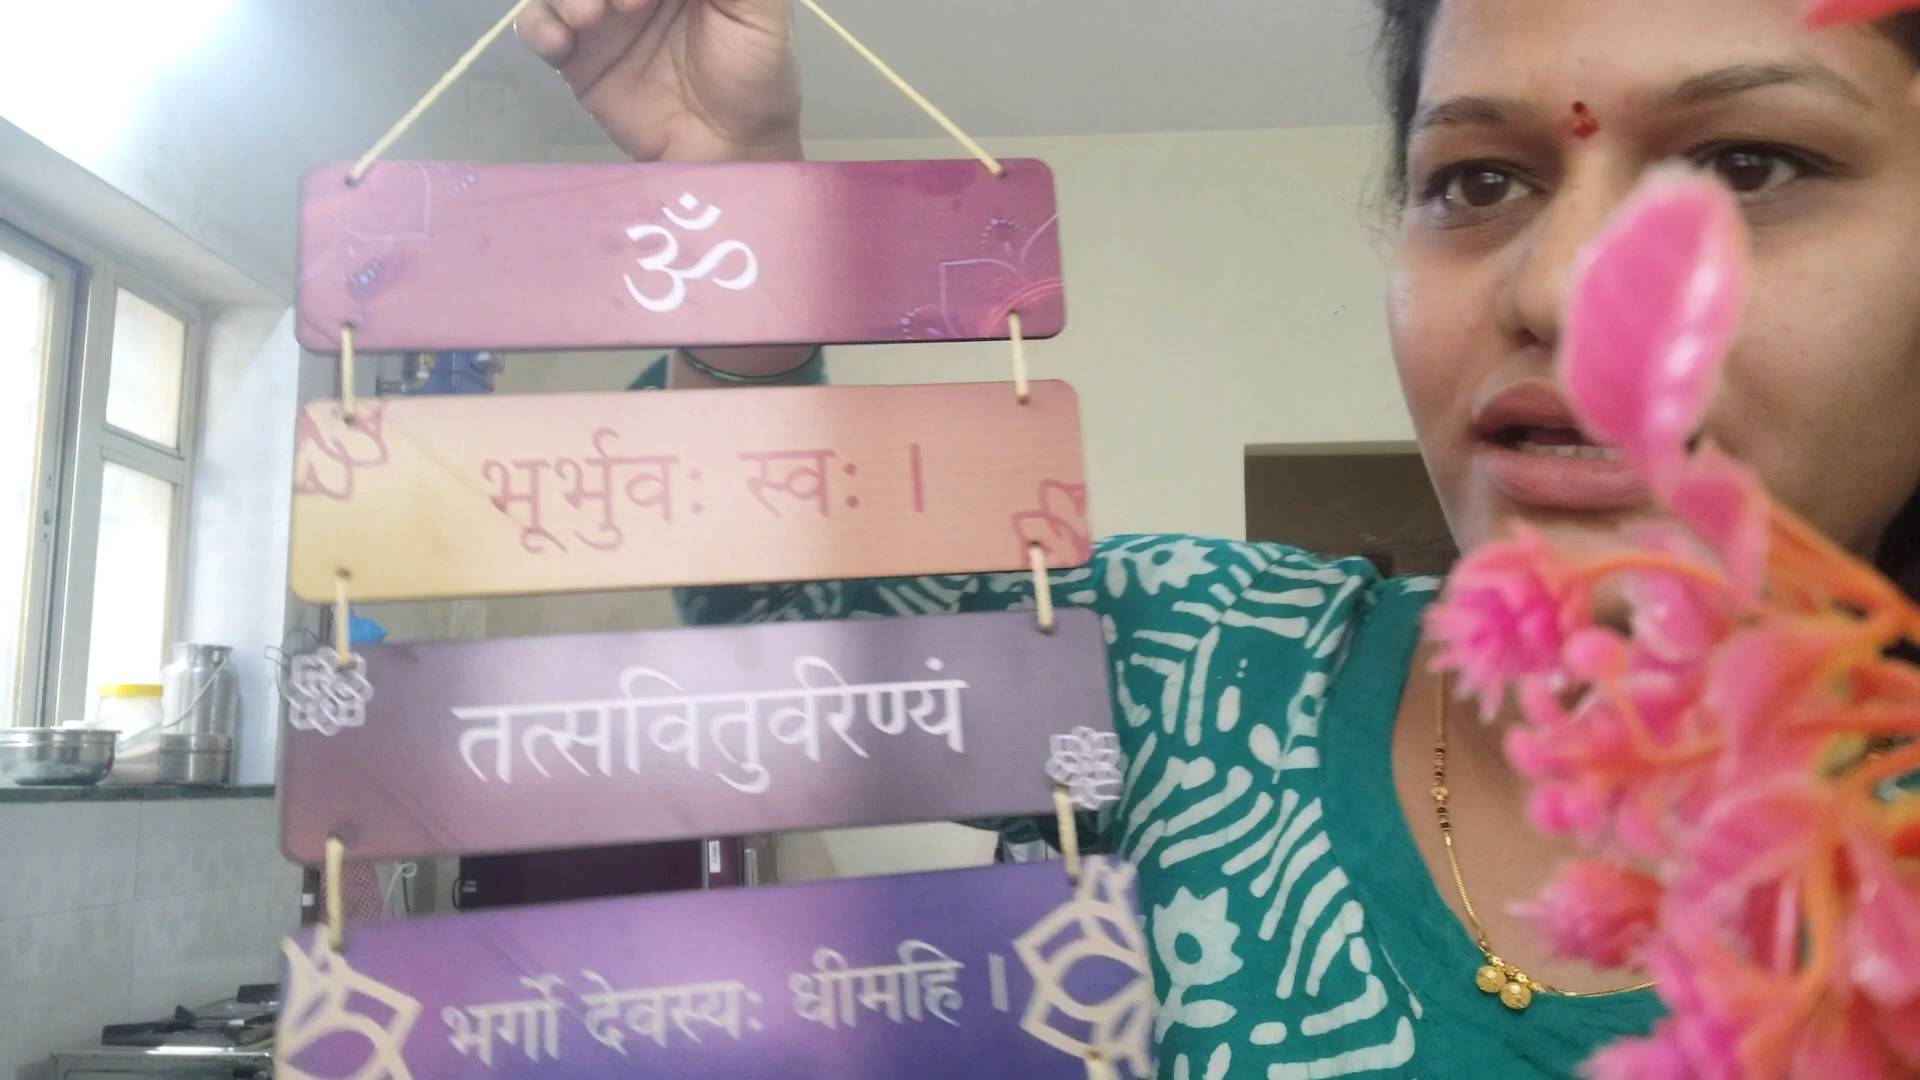 ॐ
भूर्भुवः स्वः ।
तत्सवितुर्वरेण्यं
भर्गो देवस्यः धीमहि ।